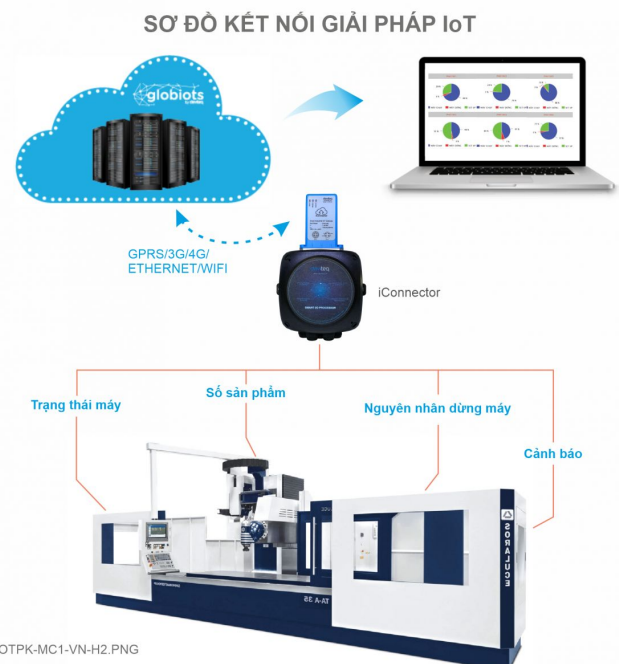 SƠ ĐỒ KẾT NỐI GIẢI PHÁP IoT
globiots
GPRS/3G/4G/
ETHERNET/WIFI
iConnector
Trạng thái máy
Số sản phẩm
Nguyên nhân dừng máy
Cảnh báo
SORALUCE
TA-A 35
OTPK-MC1-VN-H2.PNG